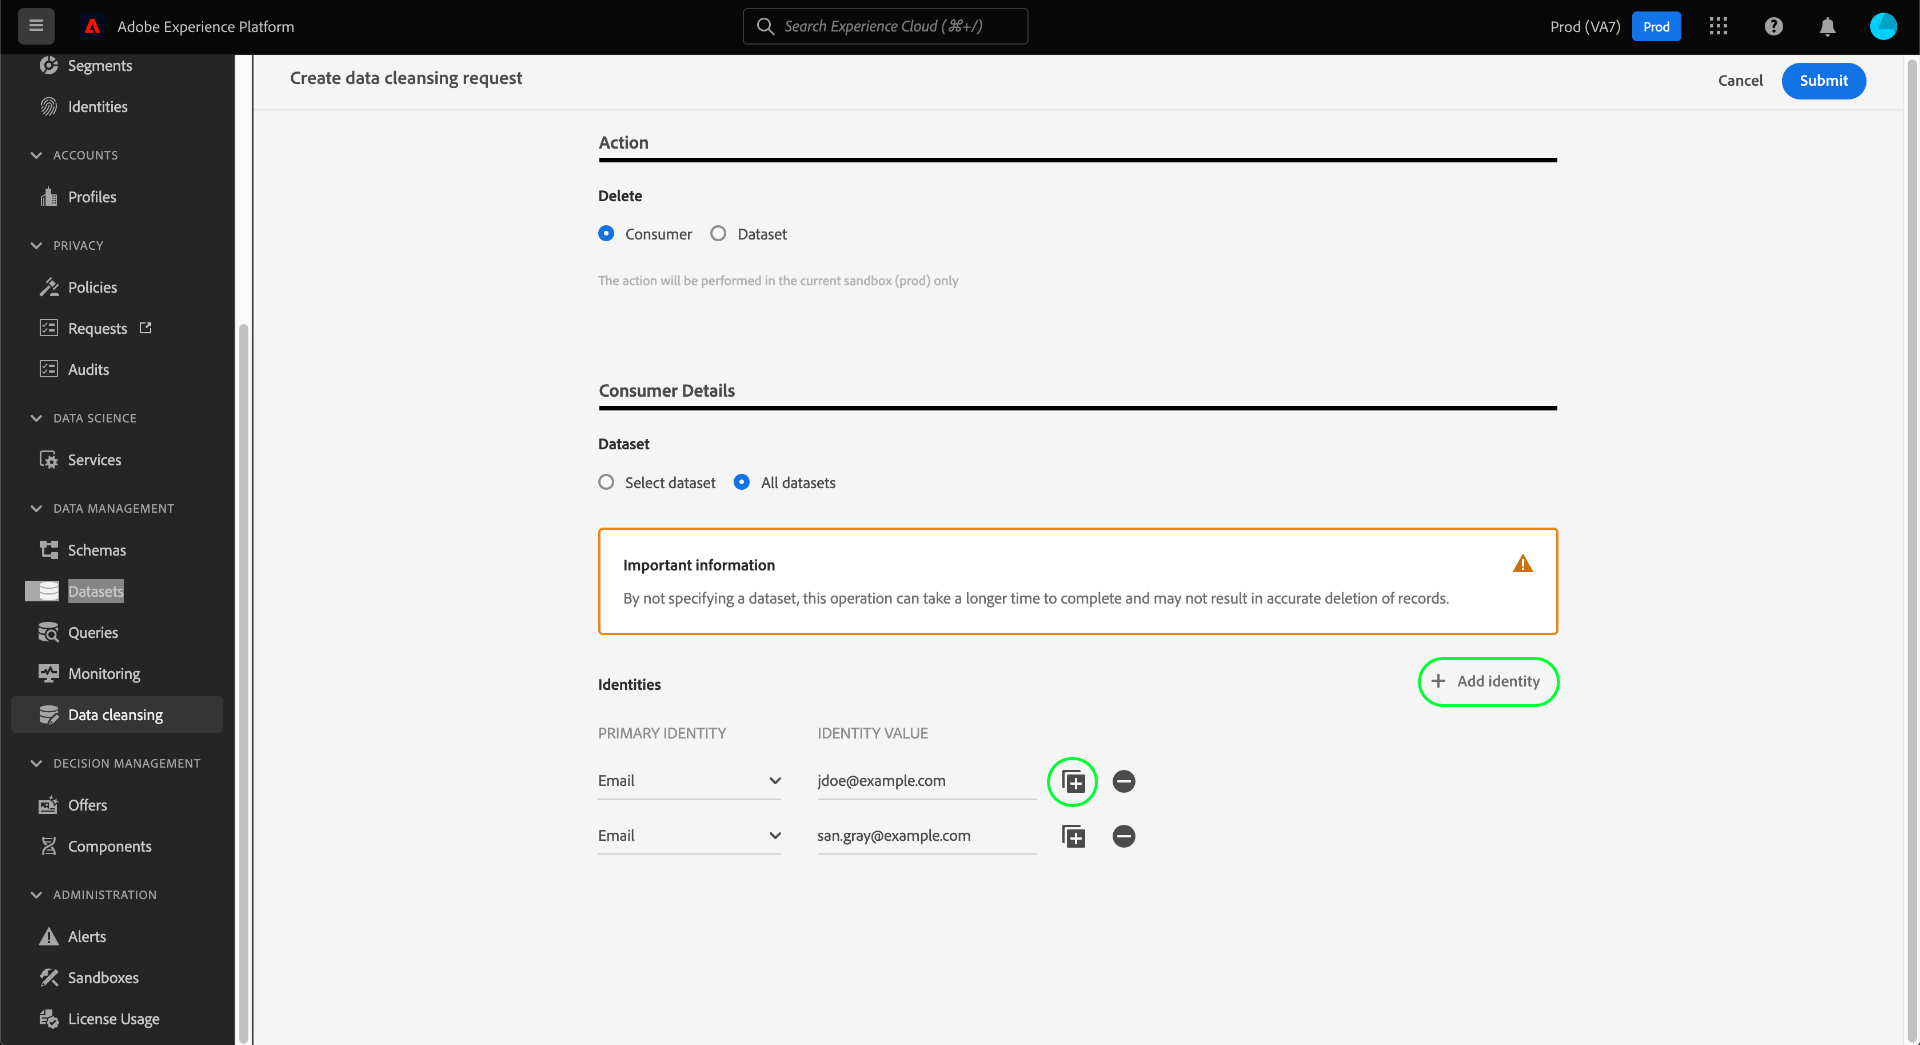 Adobe Experience Platform
Search Experience Cloud (⌘+/)
Prod (VA7)
Prod
Segments
Identities
ACCOUNTS
Profiles
PRIVACY
Policies
Requests
Audits
DATA SCIENCE
Services
DATA MANAGEMENT
Schemas
Datasets
Queries
Monitoring
Data cleansing
DECISION MANAGEMENT
Offers
Components
ADMINISTRATION
Alerts
Sandboxes
License Usage
Create data cleansing request
Cancel
Submit
Action
Delete
Consumer
Dataset
The action will be performed in the current sandbox (prod) only
Consumer Details
Dataset
Select dataset
All datasets
Important information
By not specifying a dataset, this operation can take a longer time to complete and may not result in accurate deletion of records.
Identities
Add identity
PRIMARY IDENTITY
IDENTITY VALUE
Email
jdoe@example.com
Email
san.gray@example.com